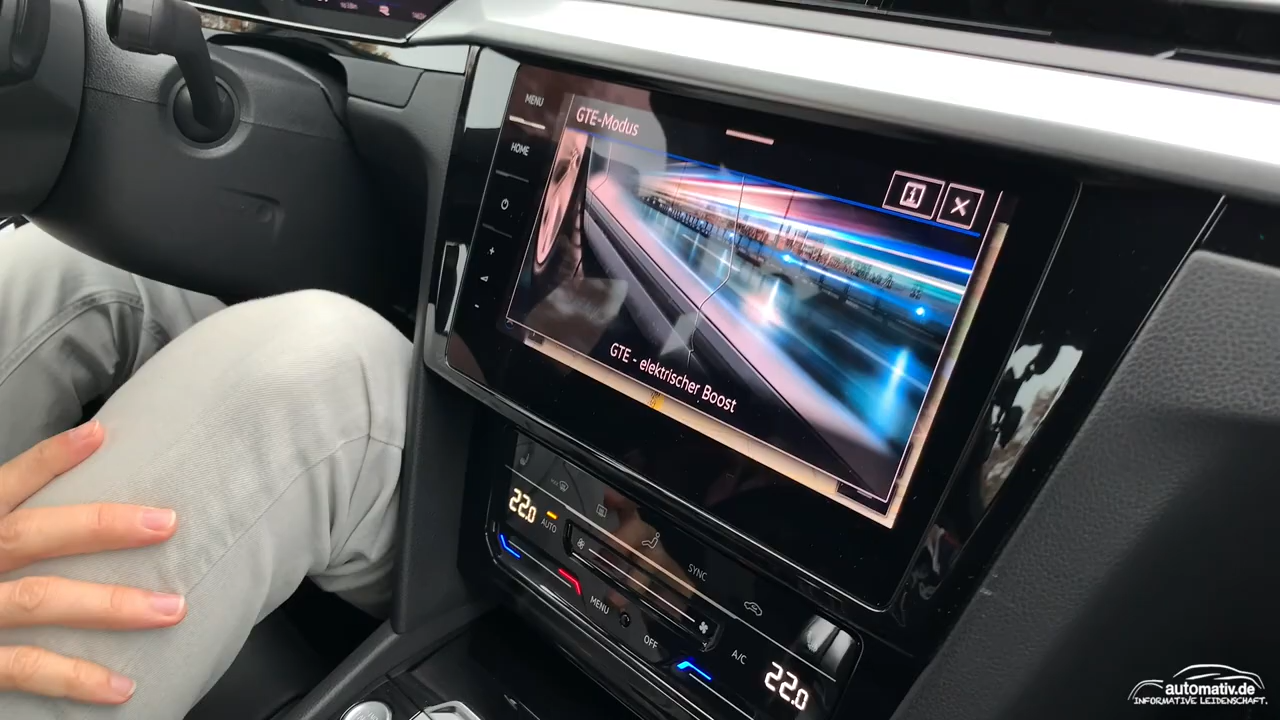 MENU
GTE-Modus
HOME
GTE - elektrischer Boost
22.0
AUTO
SYNC
MENU
OFF
A/C
22.0
automativ.de
INFORMATIVE LEIDENSCHAFT.